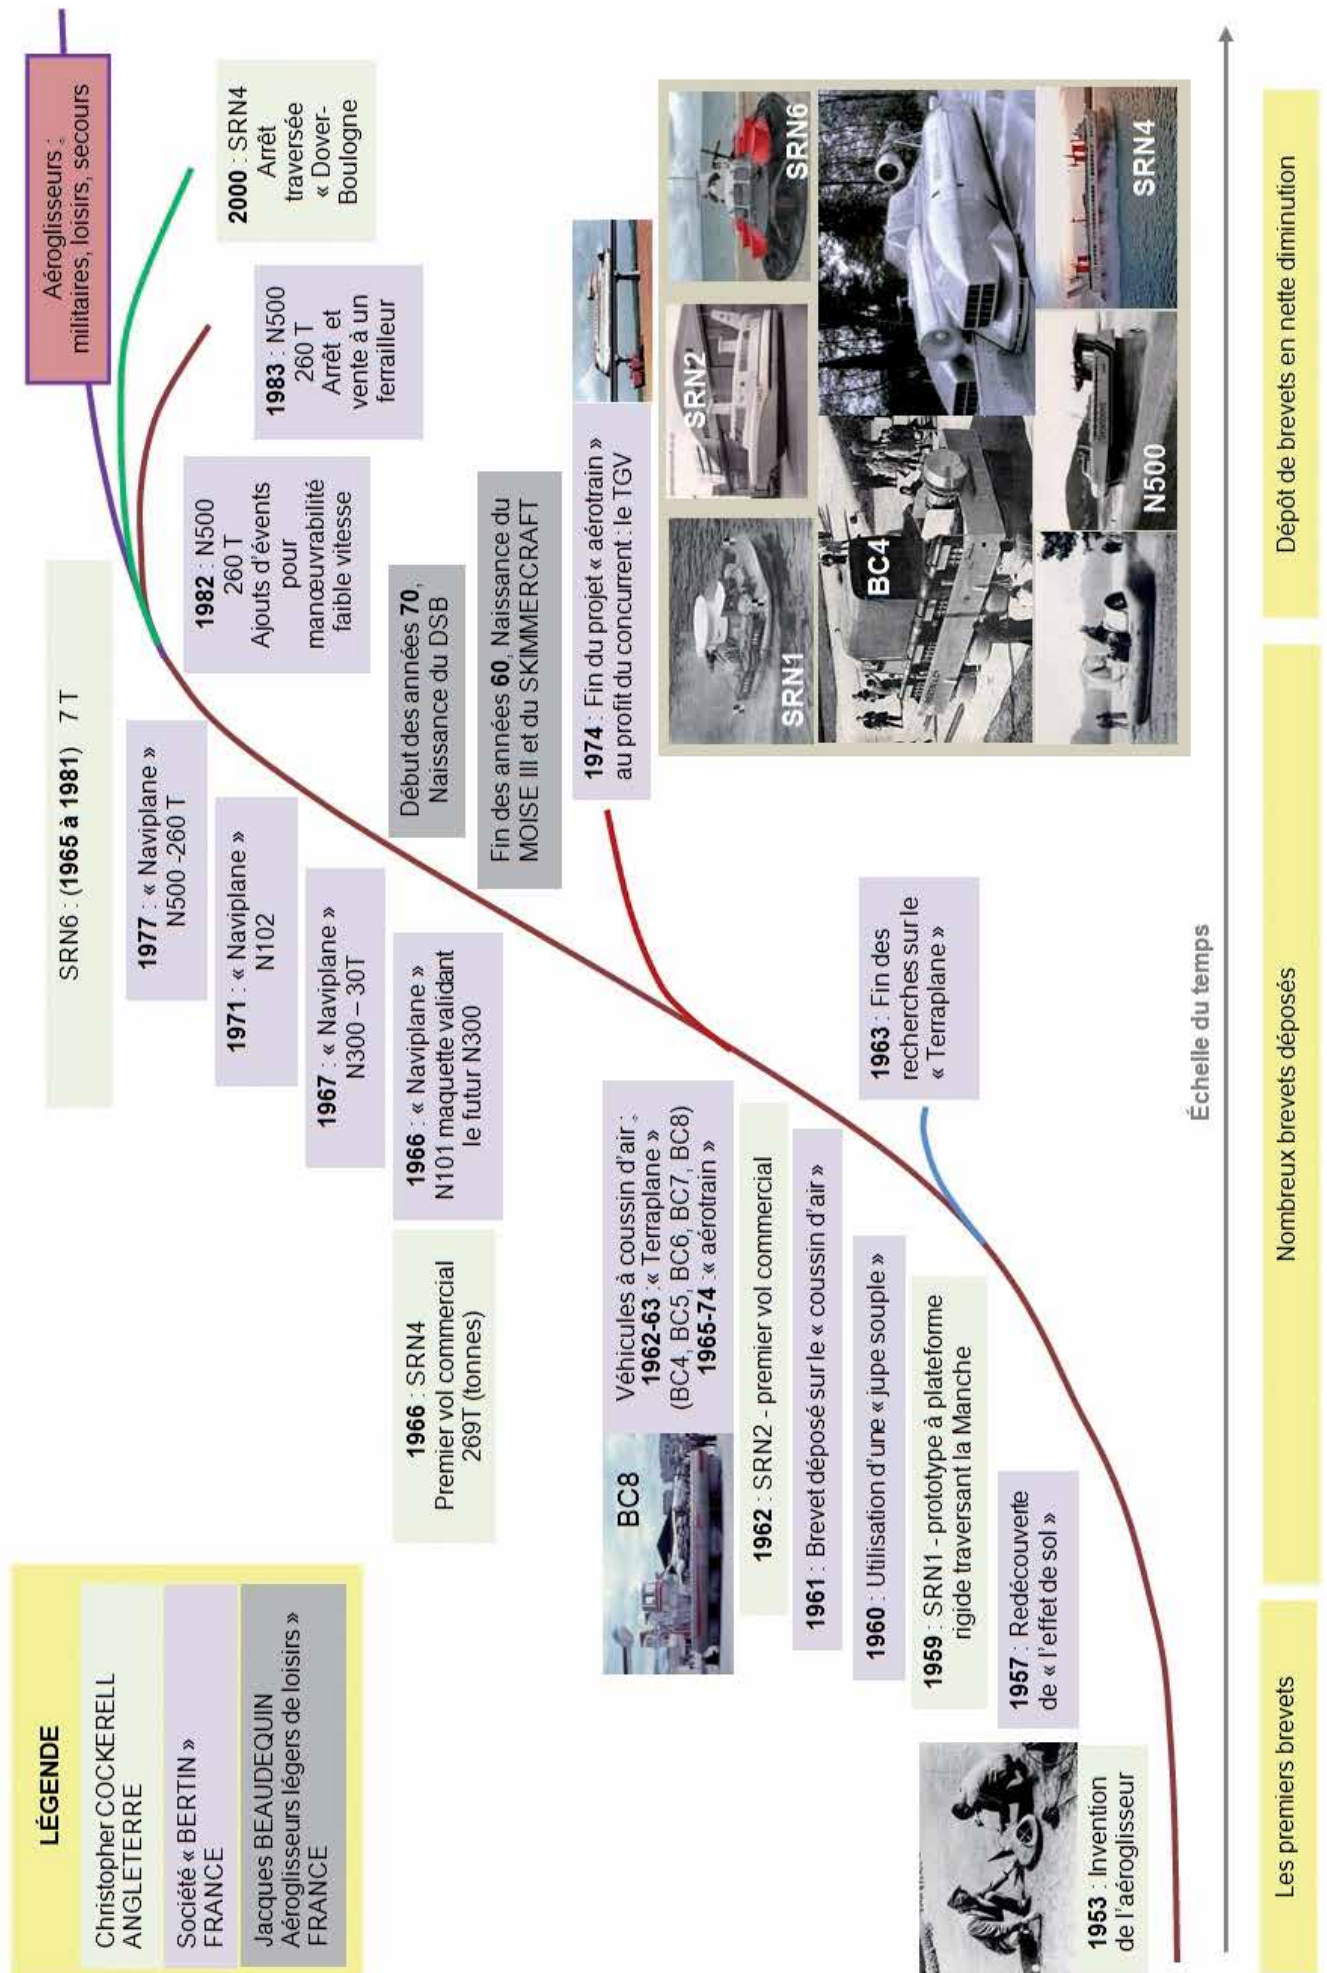 LÉGENDE
Christopher COCKERELL
ANGLETERRE
Société « BERTIN »
FRANCE
Jacques BEAUDEQUIN
Aéroglisseurs légers de loisirs »
FRANCE
1953 : Invention
de l'aéroglisseur
1957 : Redécouverte
de « l'effet de sol »
1959 : SRN1 - prototype à plateforme
rigide traversant la Manche
1960 : Utilisation d'une « jupe souple »
1961 : Brevet déposé sur le « coussin d'air »
1962 : SRN2 - premier vol commercial
BC8
Véhicules à coussin d'air :
1962-63 : « Terraplane »
(BC4, BC5, BC6, BC7, BC8)
1965-74 : « aérotrain »
1963 : Fin des
recherches sur le
« Terraplane »
1966 : SRN4
Premier vol commercial
269T (tonnes)
1966 : « Naviplane »
N101 maquette validant
le futur N300
1967 : « Naviplane »
N300 – 30T
1971 : « Naviplane »
N102
1977 : « Naviplane »
N500 -260 T
SRN6 : (1965 à 1981) 7 T
Fin des années 60, Naissance du
MOISE III et du SKIMMERCRAFT
Début des années 70,
Naissance du DSB
1974 : Fin du projet « aérotrain »
au profit du concurrent : le TGV
1982 : N500
260 T
Ajouts d'évents
pour
manœuvrabilité
faible vitesse
1983 : N500
260 T
Arrêt et
vente à un
ferrailleur
2000 : SRN4
Arrêt
traversée
« Dover-
Boulogne
Aéroglisseurs :
militaires, loisirs, secours
SRN1
SRN2
SRN6
BC4
N500
SRN4
Échelle du temps
Les premiers brevets
Nombreux brevets déposés
Dépôt de brevets en nette diminution